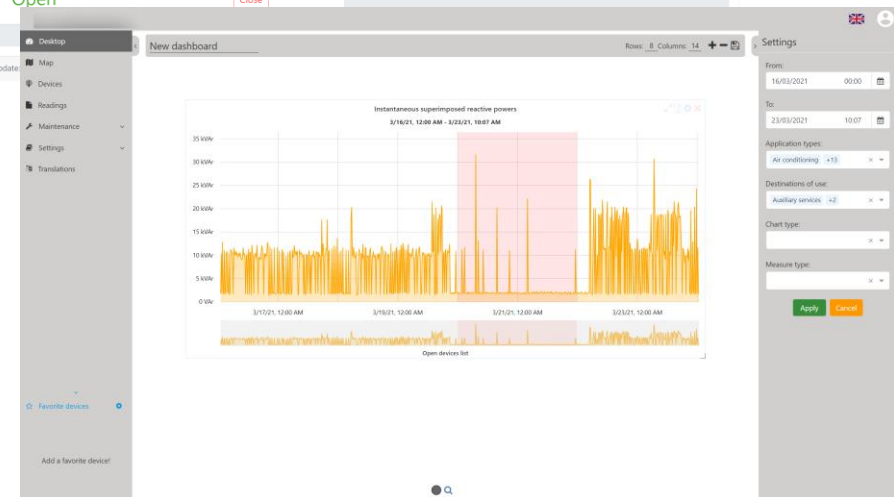 Open
Close
pdate:
Desktop
Map
Devices
Readings
Maintenance
Settings
Translations
Favorite devices
Add a favorite device!
New dashboard
Rows: 8 Columns: 14
Instantaneous superimposed reactive powers
3/16/21, 12:00 AM - 3/23/21, 10:07 AM
35 kVAr
30 kVAr
25 kVAr
20 kVAr
15 kVAr
10 kVAr
5 kVAr
0 VAr
3/17/21, 12:00 AM 3/19/21, 12:00 AM 3/21/21, 12:00 AM 3/23/21, 12:00 AM
Open devices list
Settings
From:
16/03/2021 00:00
To:
23/03/2021 10:07
Application types:
Air conditioning +13
Destinations of use:
Auxiliary services +2
Chart type:
Measure type:
Apply Cancel